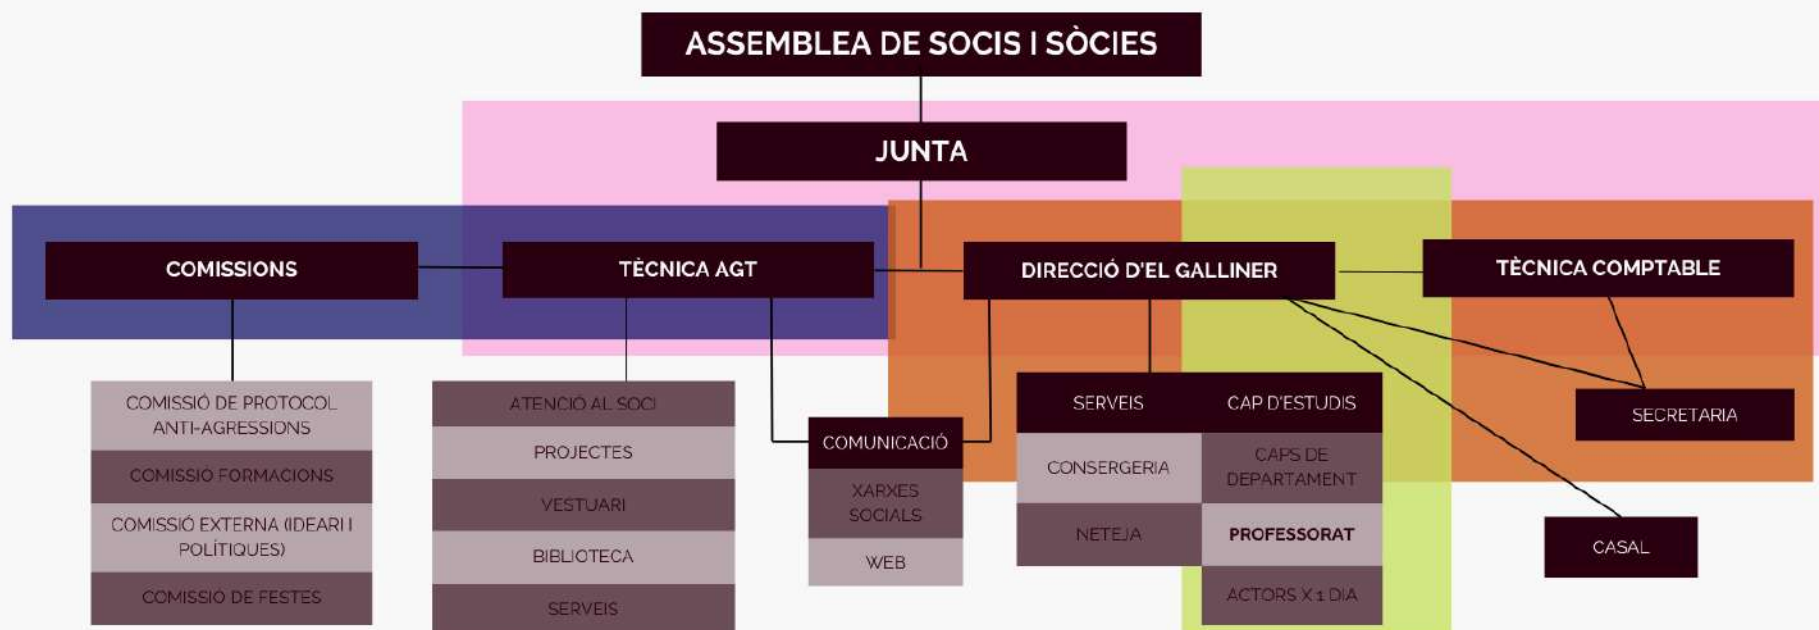 ASSEMBLEA DE SOCIS I SÒCIES
JUNTA
COMISSIONS
TÈCNICA AGT
DIRECCIÓ D'EL GALLINER
TÈCNICA COMPTABLE
COMISSIÓ DE PROTOCOL
ANTI-AGRESSIONS
COMISSIÓ FORMACIONS
COMISSIÓ EXTERNA (IDEARI I
POLÍTIQUES)
COMISSIÓ DE FESTES
ATENCIÓ AL SOCI
PROJECTES
VESTUARI
BIBLIOTECA
SERVEIS
COMUNICACIÓ
XARXES
SOCIALS
WEB
SERVEIS
CONSERGERIA
NETEJA
CAP D'ESTUDIS
CAPS DE
DEPARTAMENT
PROFESSORAT
ACTORS X 1 DIA
SECRETARIA
CASAL